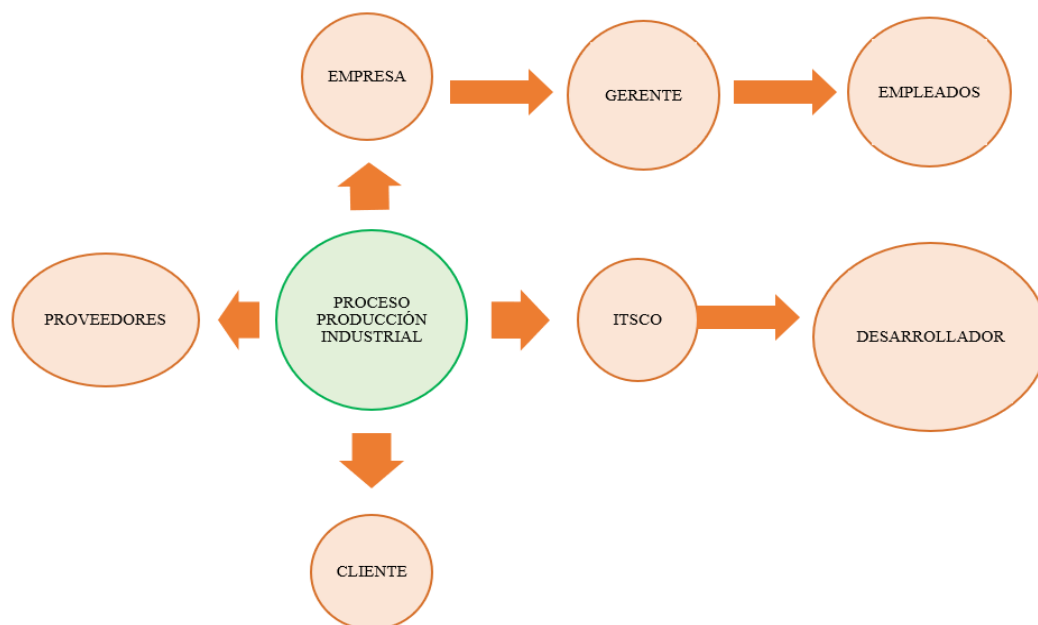 EMPRESA
GERENTE
EMPLEADOS
PROVEEDORES
PROCESO
PRODUCCIÓN
INDUSTRIAL
ITSCO
DESARROLLADOR
CLIENTE